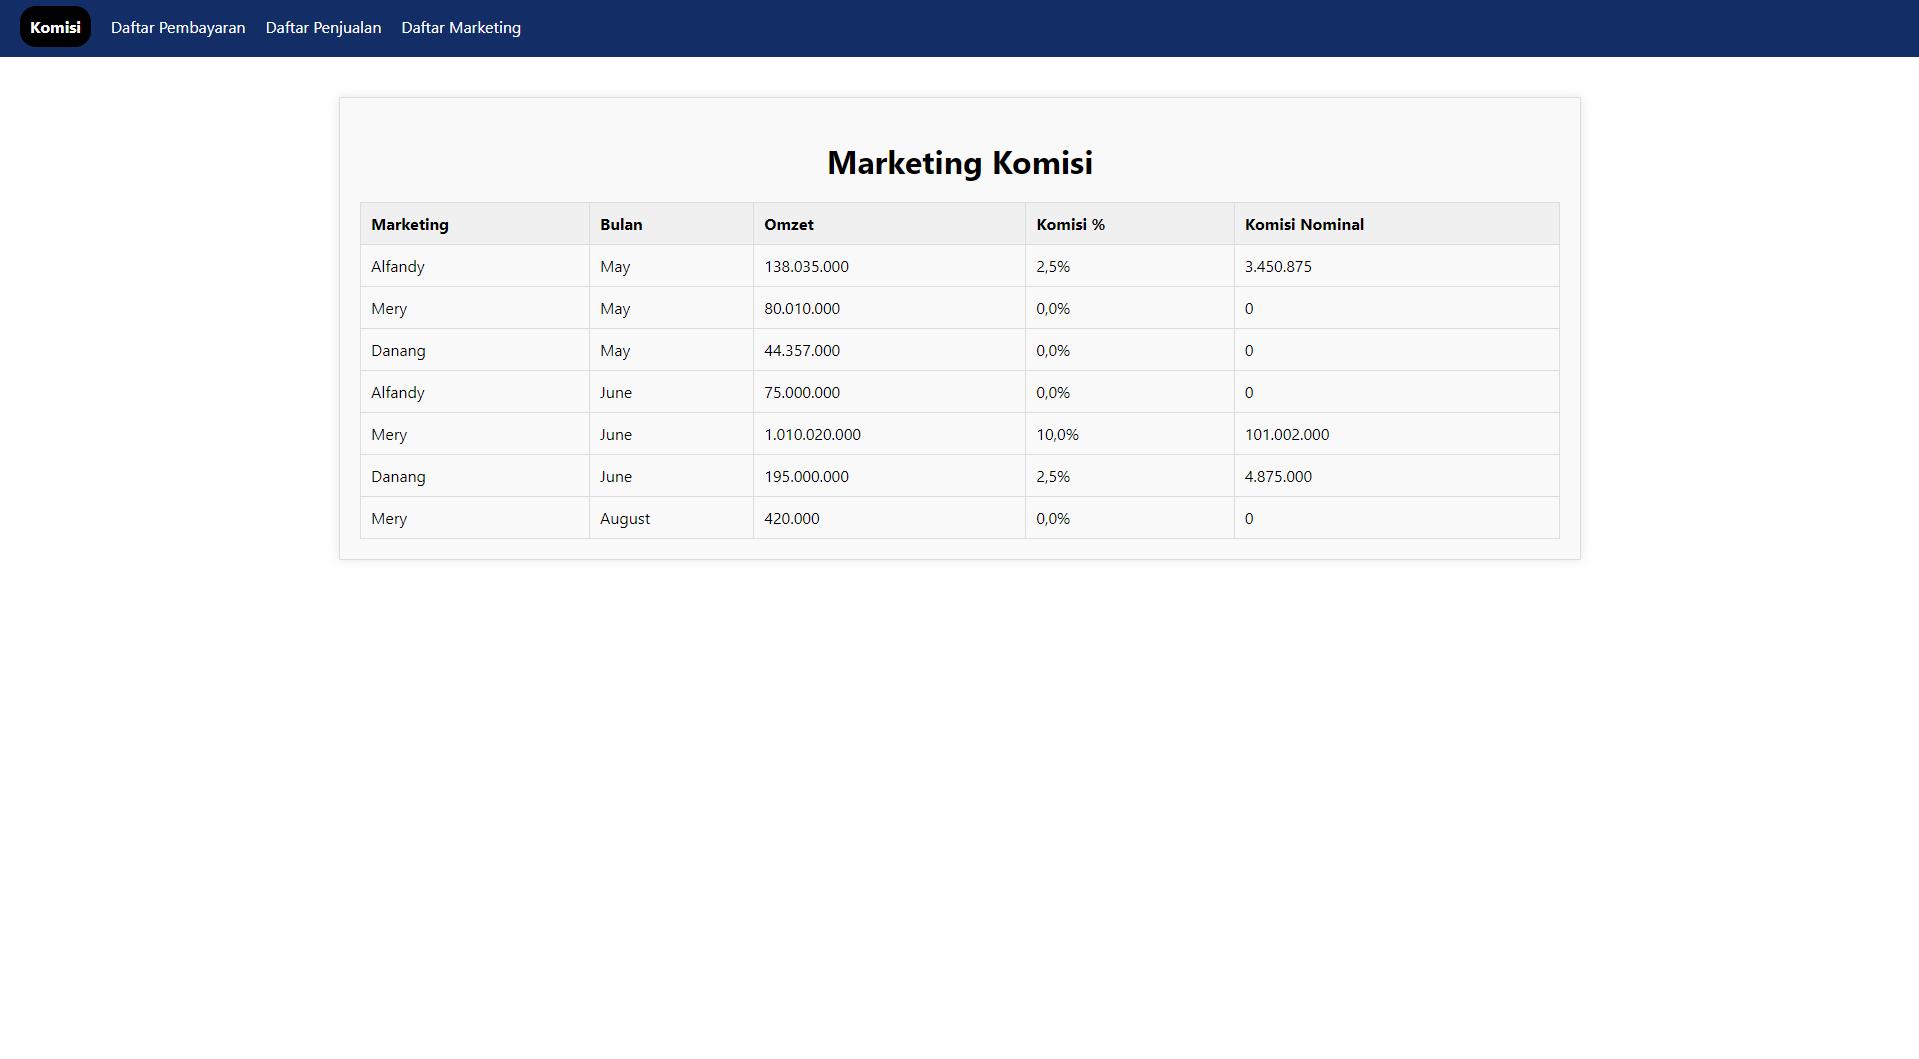 Komisi Daftar Pembayaran Daftar Penjualan Daftar Marketing
Marketing Komisi
Marketing Bulan Omzet Komisi % Komisi Nominal
Alfandy May 138.035.000 2,5% 3.450.875
Mery May 80.010.000 0,0% 0
Danang May 44.357.000 0,0% 0
Alfandy June 75.000.000 0,0% 0
Mery June 1.010.020.000 10,0% 101.002.000
Danang June 195.000.000 2,5% 4.875.000
Mery August 420.000 0,0% 0